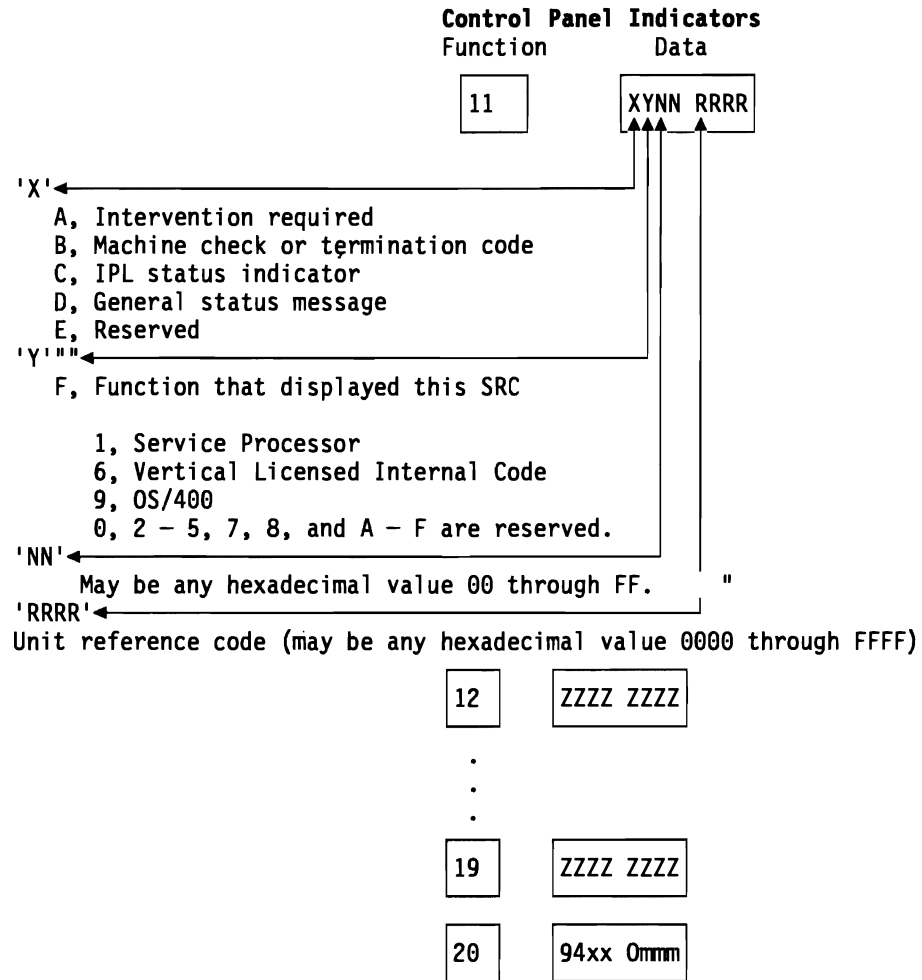 Control Panel Indicators
Function Data
11 XYNN RRRR
'X'
A, Intervention required
B, Machine check or termination code
C, IPL status indicator
D, General status message
E, Reserved
'Y'""
F, Function that displayed this SRC
1, Service Processor
6, Vertical Licensed Internal Code
9, OS/400
0, 2 – 5, 7, 8, and A – F are reserved.
'NN'
May be any hexadecimal value 00 through FF. "
'RRRR'
Unit reference code (may be any hexadecimal value 0000 through FFFF)
12 ZZZZ ZZZZ
.
.
.
19 ZZZZ ZZZZ
20 94xx Ommm